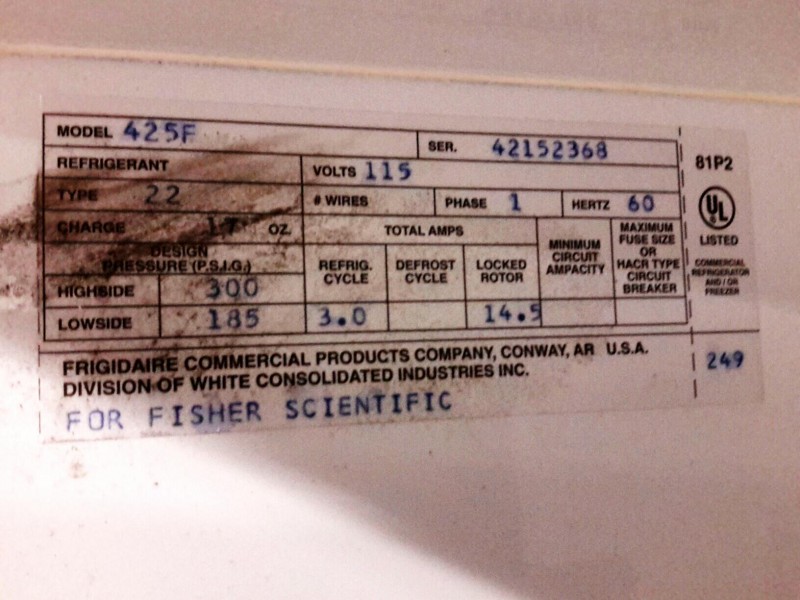 MODEL 425F SER. 42152368
REFRIGERANT VOLTS 115 81P2
TYPE 22 # WIRES PHASE 1 HERTZ 60
CHARGE 17 OZ. TOTAL AMPS MINIMUM CIRCUIT AMPACITY MAXIMUM FUSE SIZE OR HACR TYPE CIRCUIT BREAKER
UL
LISTED
COMMERCIAL
REFRIGERATOR
AND / OR
FREEZER
DESIGN
PRESSURE (P.S.I.G.) REFRIG. CYCLE DEFROST CYCLE LOCKED ROTOR
HIGHSIDE 300
LOWSIDE 185 3.0 14.5
FRIGIDAIRE COMMERCIAL PRODUCTS COMPANY, CONWAY, AR U.S.A.
DIVISION OF WHITE CONSOLIDATED INDUSTRIES INC.
249
FOR FISHER SCIENTIFIC